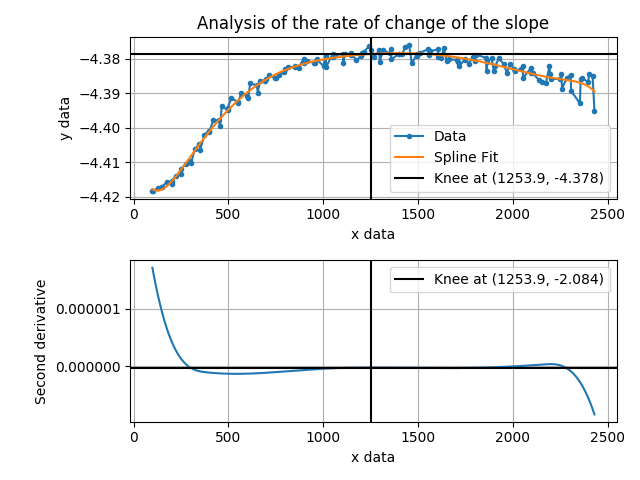 Analysis of the rate of change of the slope
y data
−4.38
−4.39
−4.40
−4.41
−4.42
Data
Spline Fit
Knee at (1253.9, -4.378)
0 500 1000 1500 2000 2500
x data
Second derivative
0.000001
0.000000
Knee at (1253.9, -2.084)
0 500 1000 1500 2000 2500
x data